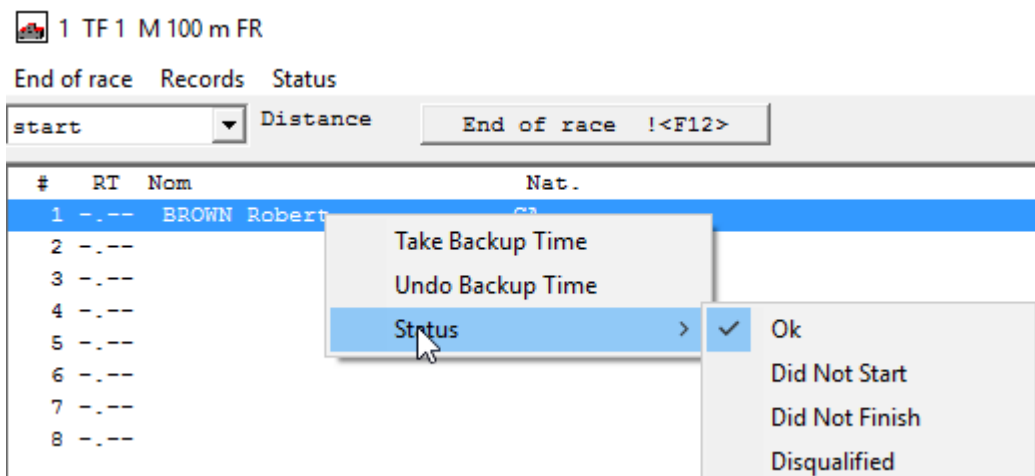 1 TF 1 M 100 m FR
End of race Records Status
start Distance End of race !<F12>
# RT Nom Nat.
1 -.-- BROWN Robert
Take Backup Time
2 -.--
Undo Backup Time
3 -.--
Status Ok
4 -.--
5 -.--
Did Not Start
6 -.--
Did Not Finish
7 -.--
8 -.--
Disqualified